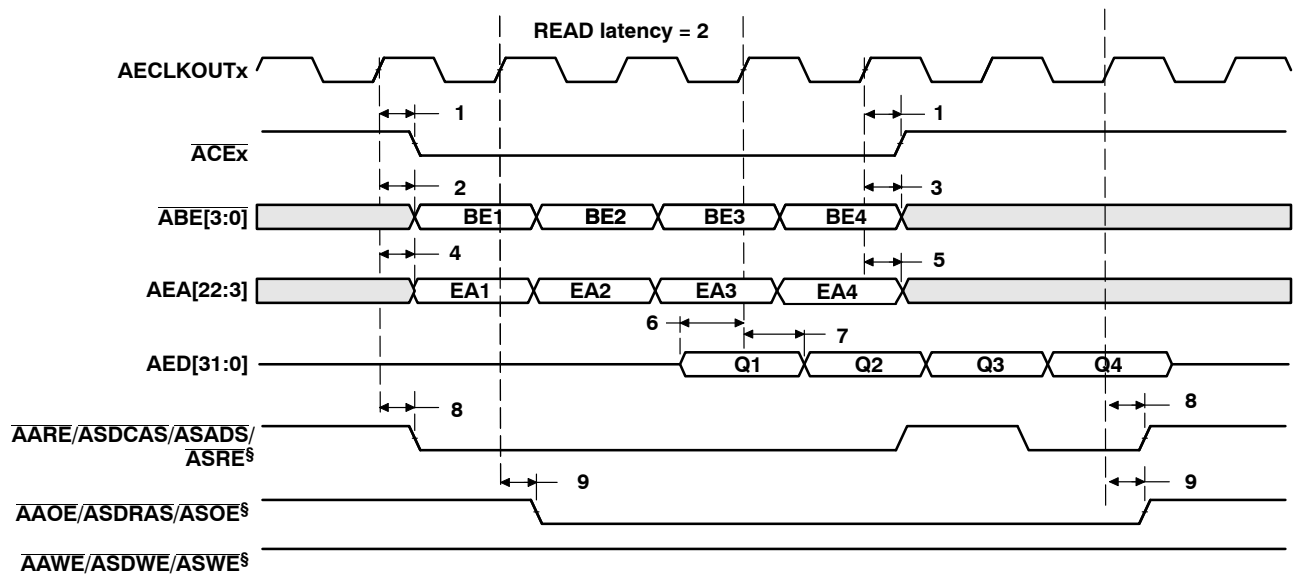 READ latency = 2
AECLKOUTx
1 1
ACEx
2 3
ABE[3:0] BE1 BE2 BE3 BE4
4 5
AEA[22:3] EA1 EA2 EA3 EA4
6 7
AED[31:0] Q1 Q2 Q3 Q4
8 8
AARE/ASDCAS/ASADS/
ASRE§
9 9
AAOE/ASDRAS/ASOE§
AAWE/ASDWE/ASWE§